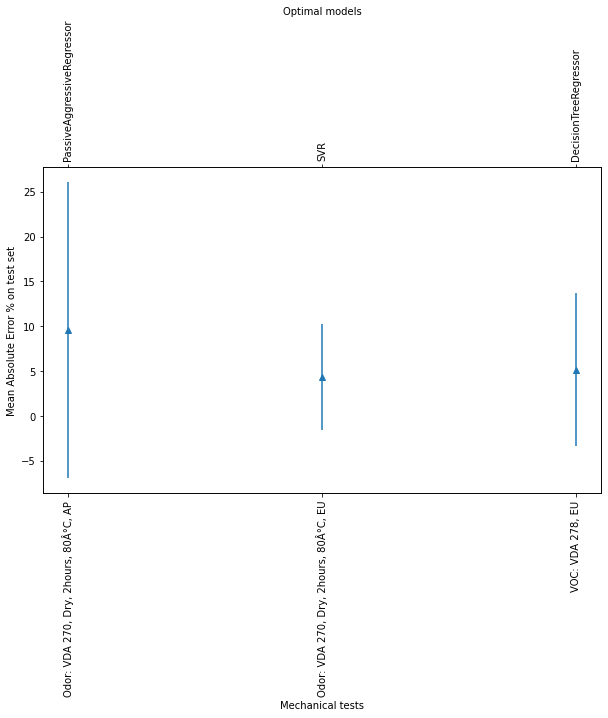 Optimal models
PassiveAggressiveRegressor
SVR
DecisionTreeRegressor
Mean Absolute Error % on test set
25
20
15
10
5
0
−5
Odor: VDA 270, Dry, 2hours, 80Â°C, AP
Odor: VDA 270, Dry, 2hours, 80Â°C, EU
VOC: VDA 278, EU
Mechanical tests